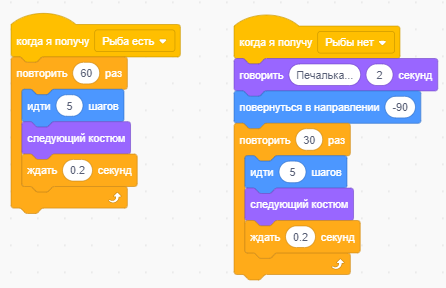 когда я получу Рыба есть
повторить 60 раз
идти 5 шагов
следующий костюм
ждать 0.2 секунд
когда я получу Рыбы нет
говорить Печалька... 2 секунд
повернуться в направлении -90
повторить 30 раз
идти 5 шагов
следующий костюм
ждать 0.2 секунд